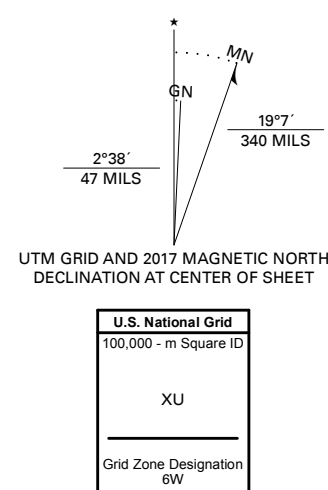 ★
MN
GN
19°7´
340 MILS
2°38´
47 MILS
UTM GRID AND 2017 MAGNETIC NORTH
DECLINATION AT CENTER OF SHEET
U.S. National Grid
100,000 - m Square ID
XU
Grid Zone Designation
6W